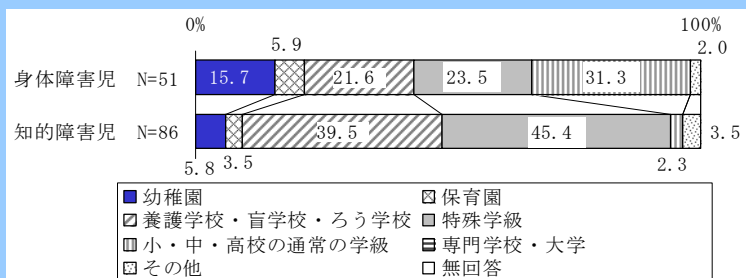 0% 100%
5.9 2.0
身体障害児 N=51 15.7 21.6 23.5 31.3
知的障害児 N=86 39.5 45.4 3.5
5.8 3.5 2.3
幼稚園 保育園
養護学校・盲学校・ろう学校 特殊学級
小・中・高校の通常の学級 専門学校・大学
その他 無回答